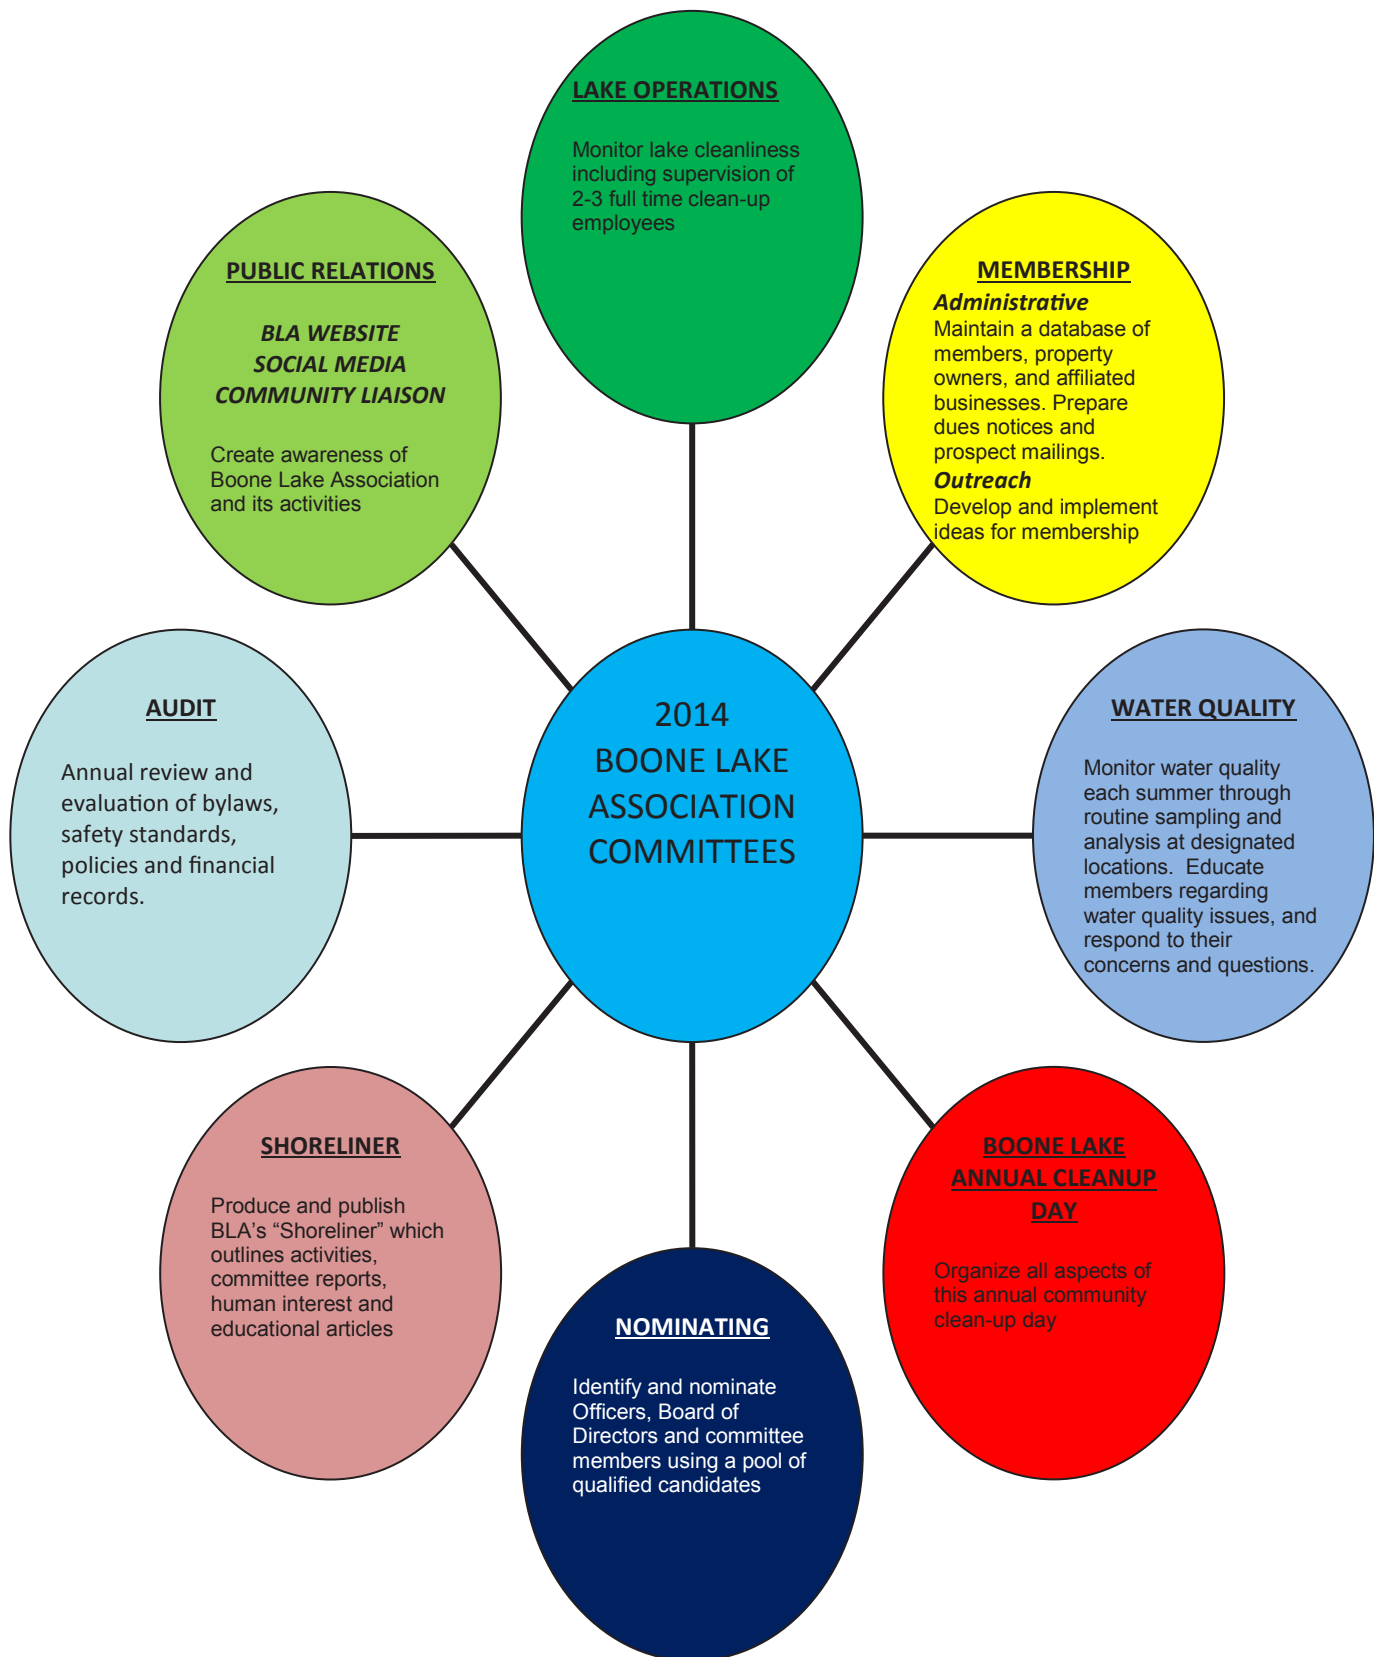 LAKE OPERATIONS
Monitor lake cleanliness
including supervision of
2-3 full time clean-up
employees
PUBLIC RELATIONS
BLA WEBSITE
SOCIAL MEDIA
COMMUNITY LIAISON
Create awareness of
Boone Lake Association
and its activities
MEMBERSHIP
Administrative
Maintain a database of
members, property
owners, and affiliated
businesses. Prepare
dues notices and
prospect mailings.
Outreach
Develop and implement
ideas for membership
AUDIT
Annual review and
evaluation of bylaws,
safety standards,
policies and financial
records.
2014
BOONE LAKE
ASSOCIATION
COMMITTEES
WATER QUALITY
Monitor water quality
each summer through
routine sampling and
analysis at designated
locations.  Educate
members regarding
water quality issues, and
respond to their
concerns and questions.
SHORELINER
Produce and publish
BLA’s “Shoreliner” which
outlines activities,
committee reports,
human interest and
educational articles
BOONE LAKE
ANNUAL CLEANUP
DAY
Organize all aspects of
this annual community
clean-up day
NOMINATING
Identify and nominate
Officers, Board of
Directors and committee
members using a pool of
qualified candidates